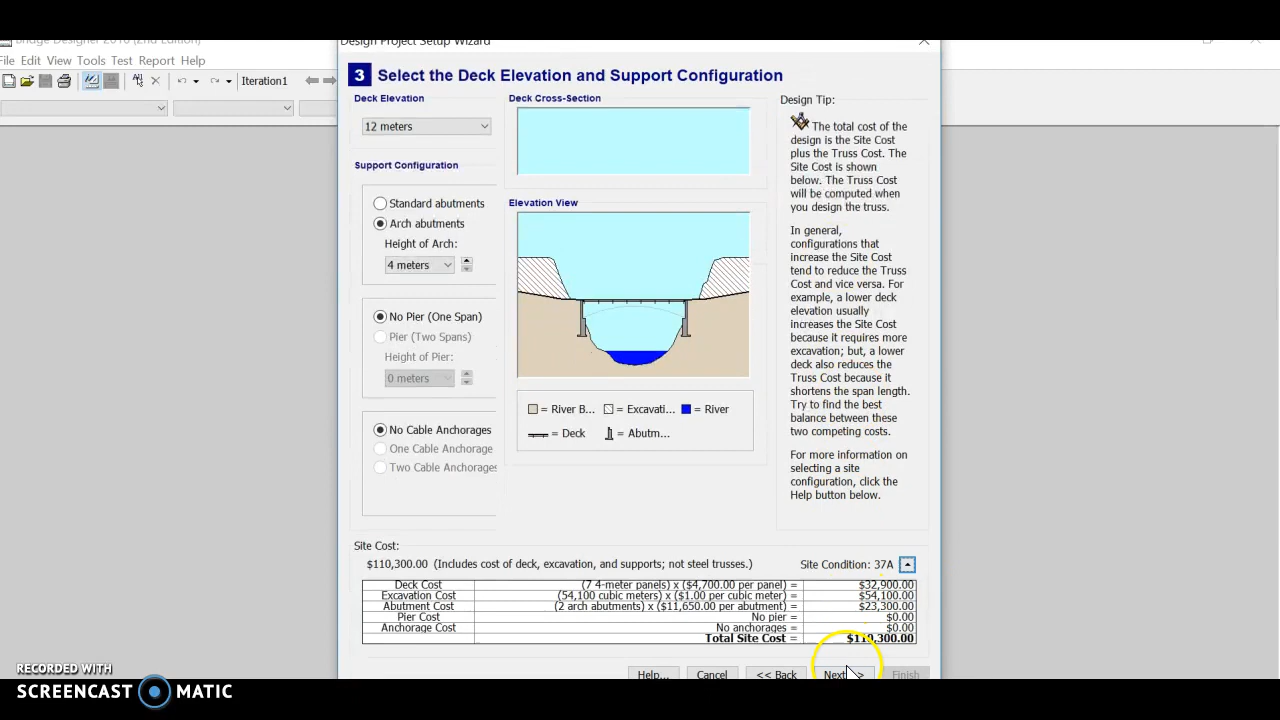 Bridge Designer 2016 (2nd Edition)
Design Project Setup Wizard
File Edit View Tools Test Report Help
Iteration1
3 Select the Deck Elevation and Support Configuration
Deck Elevation
12 meters
Support Configuration
Standard abutments
Arch abutments
Height of Arch:
4 meters
No Pier (One Span)
Pier (Two Spans)
Height of Pier:
0 meters
No Cable Anchorages
One Cable Anchorage
Two Cable Anchorages
Deck Cross-Section
Elevation View
= River B... = Excavati... = River
= Deck = Abutm...
Design Tip:
The total cost of the
design is the Site Cost
plus the Truss Cost. The
Site Cost is shown
below. The Truss Cost
will be computed when
you design the truss.
In general,
configurations that
increase the Site Cost
tend to reduce the Truss
Cost and vice versa. For
example, a lower deck
elevation usually
increases the Site Cost
because it requires more
excavation; but, a lower
deck also reduces the
Truss Cost because it
shortens the span length.
Try to find the best
balance between these
two competing costs.
For more information on
selecting a site
configuration, click the
Help button below.
Site Cost:
$110,300.00 (Includes cost of deck, excavation, and supports; not steel trusses.) Site Condition: 37A
Deck Cost (7 4-meter panels) x ($4,700.00 per panel) = $32,900.00
Excavation Cost (54,100 cubic meters) x ($1.00 per cubic meter) = $54,100.00
Abutment Cost (2 arch abutments) x ($11,650.00 per abutment) = $23,300.00
Pier Cost No pier = $0.00
Anchorage Cost No anchorages = $0.00
Total Site Cost = $110,300.00
Help... Cancel << Back Next >> Finish
RECORDED WITH
SCREENCAST MATIC